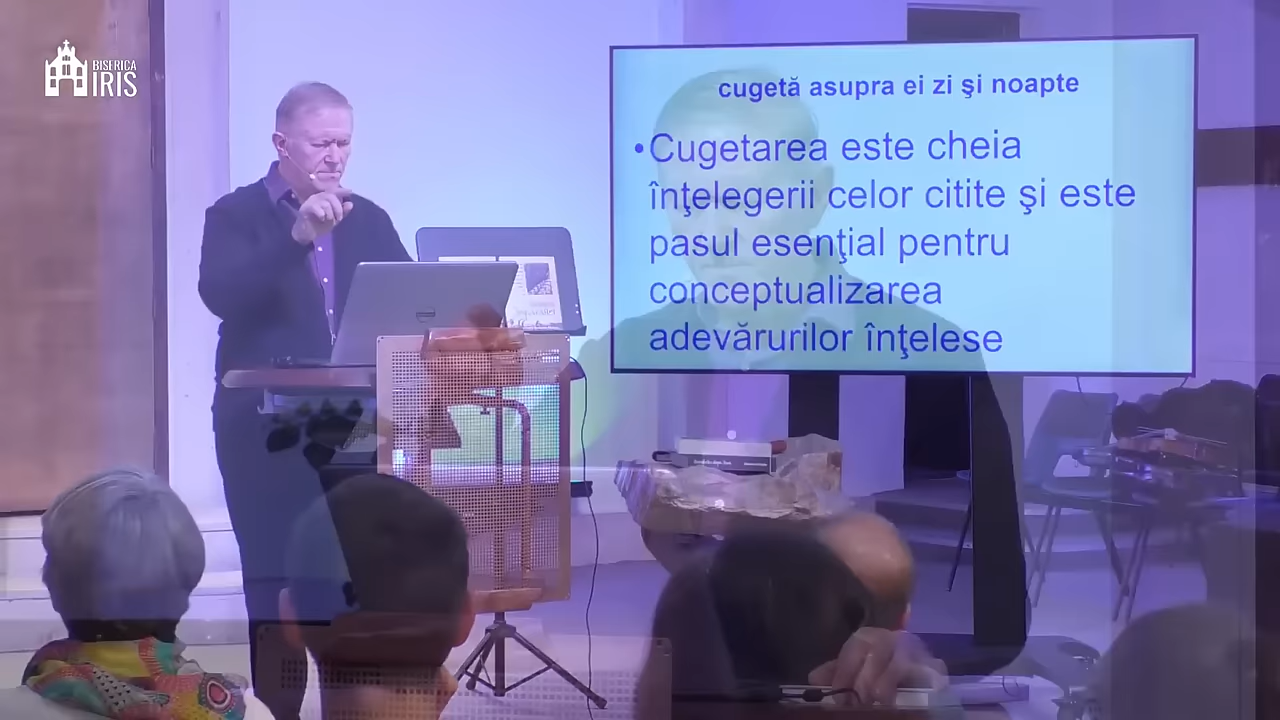 BISERICA
IRIS
cugetă asupra ei zi şi noapte
•Cugetarea este cheia
înţelegerii celor citite şi este
pasul esenţial pentru
conceptualizarea
adevărurilor înţelese